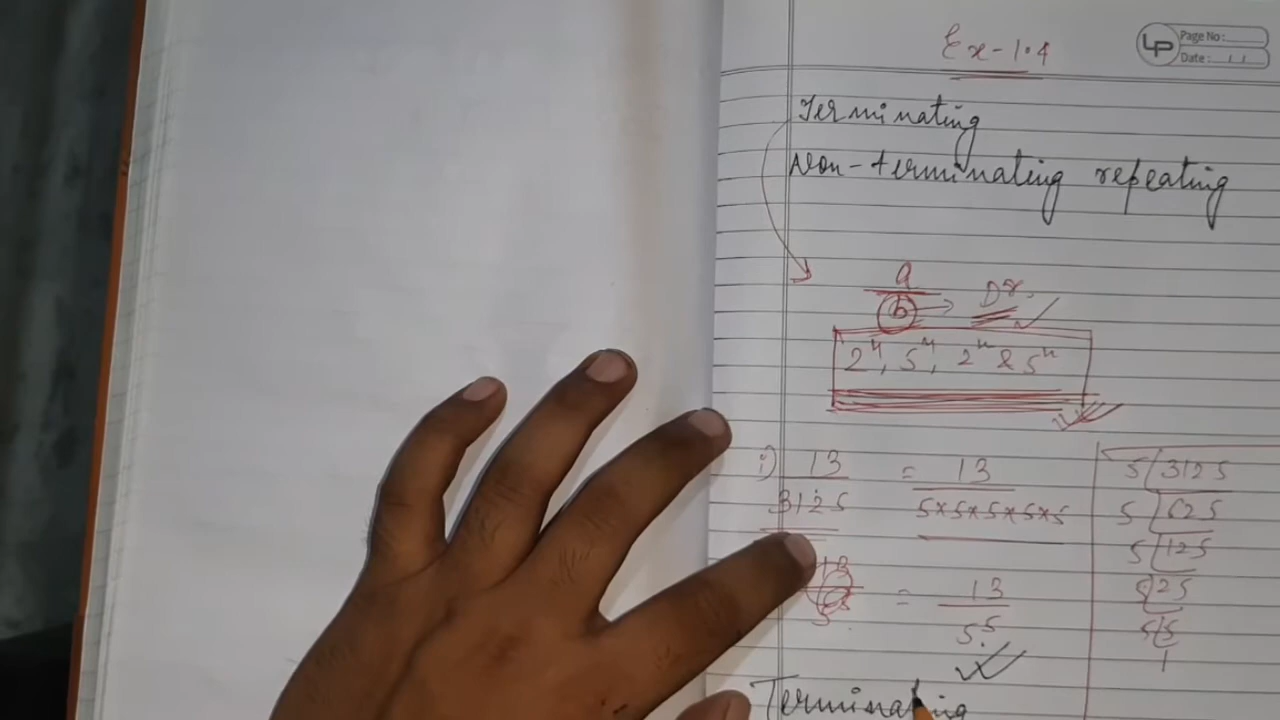 Ex-1.4
LP
Page No:
Date:
Terminating
Non-terminating repeating
a
b → Dr.
2ⁿ, 5ⁿ, 2ⁿ & 5ⁿ
i) 13 = 13
3125 5×5×5×5×5
= 13
5⁵
5 3125
5 625
5 125
5 25
5 5
1
Terminating